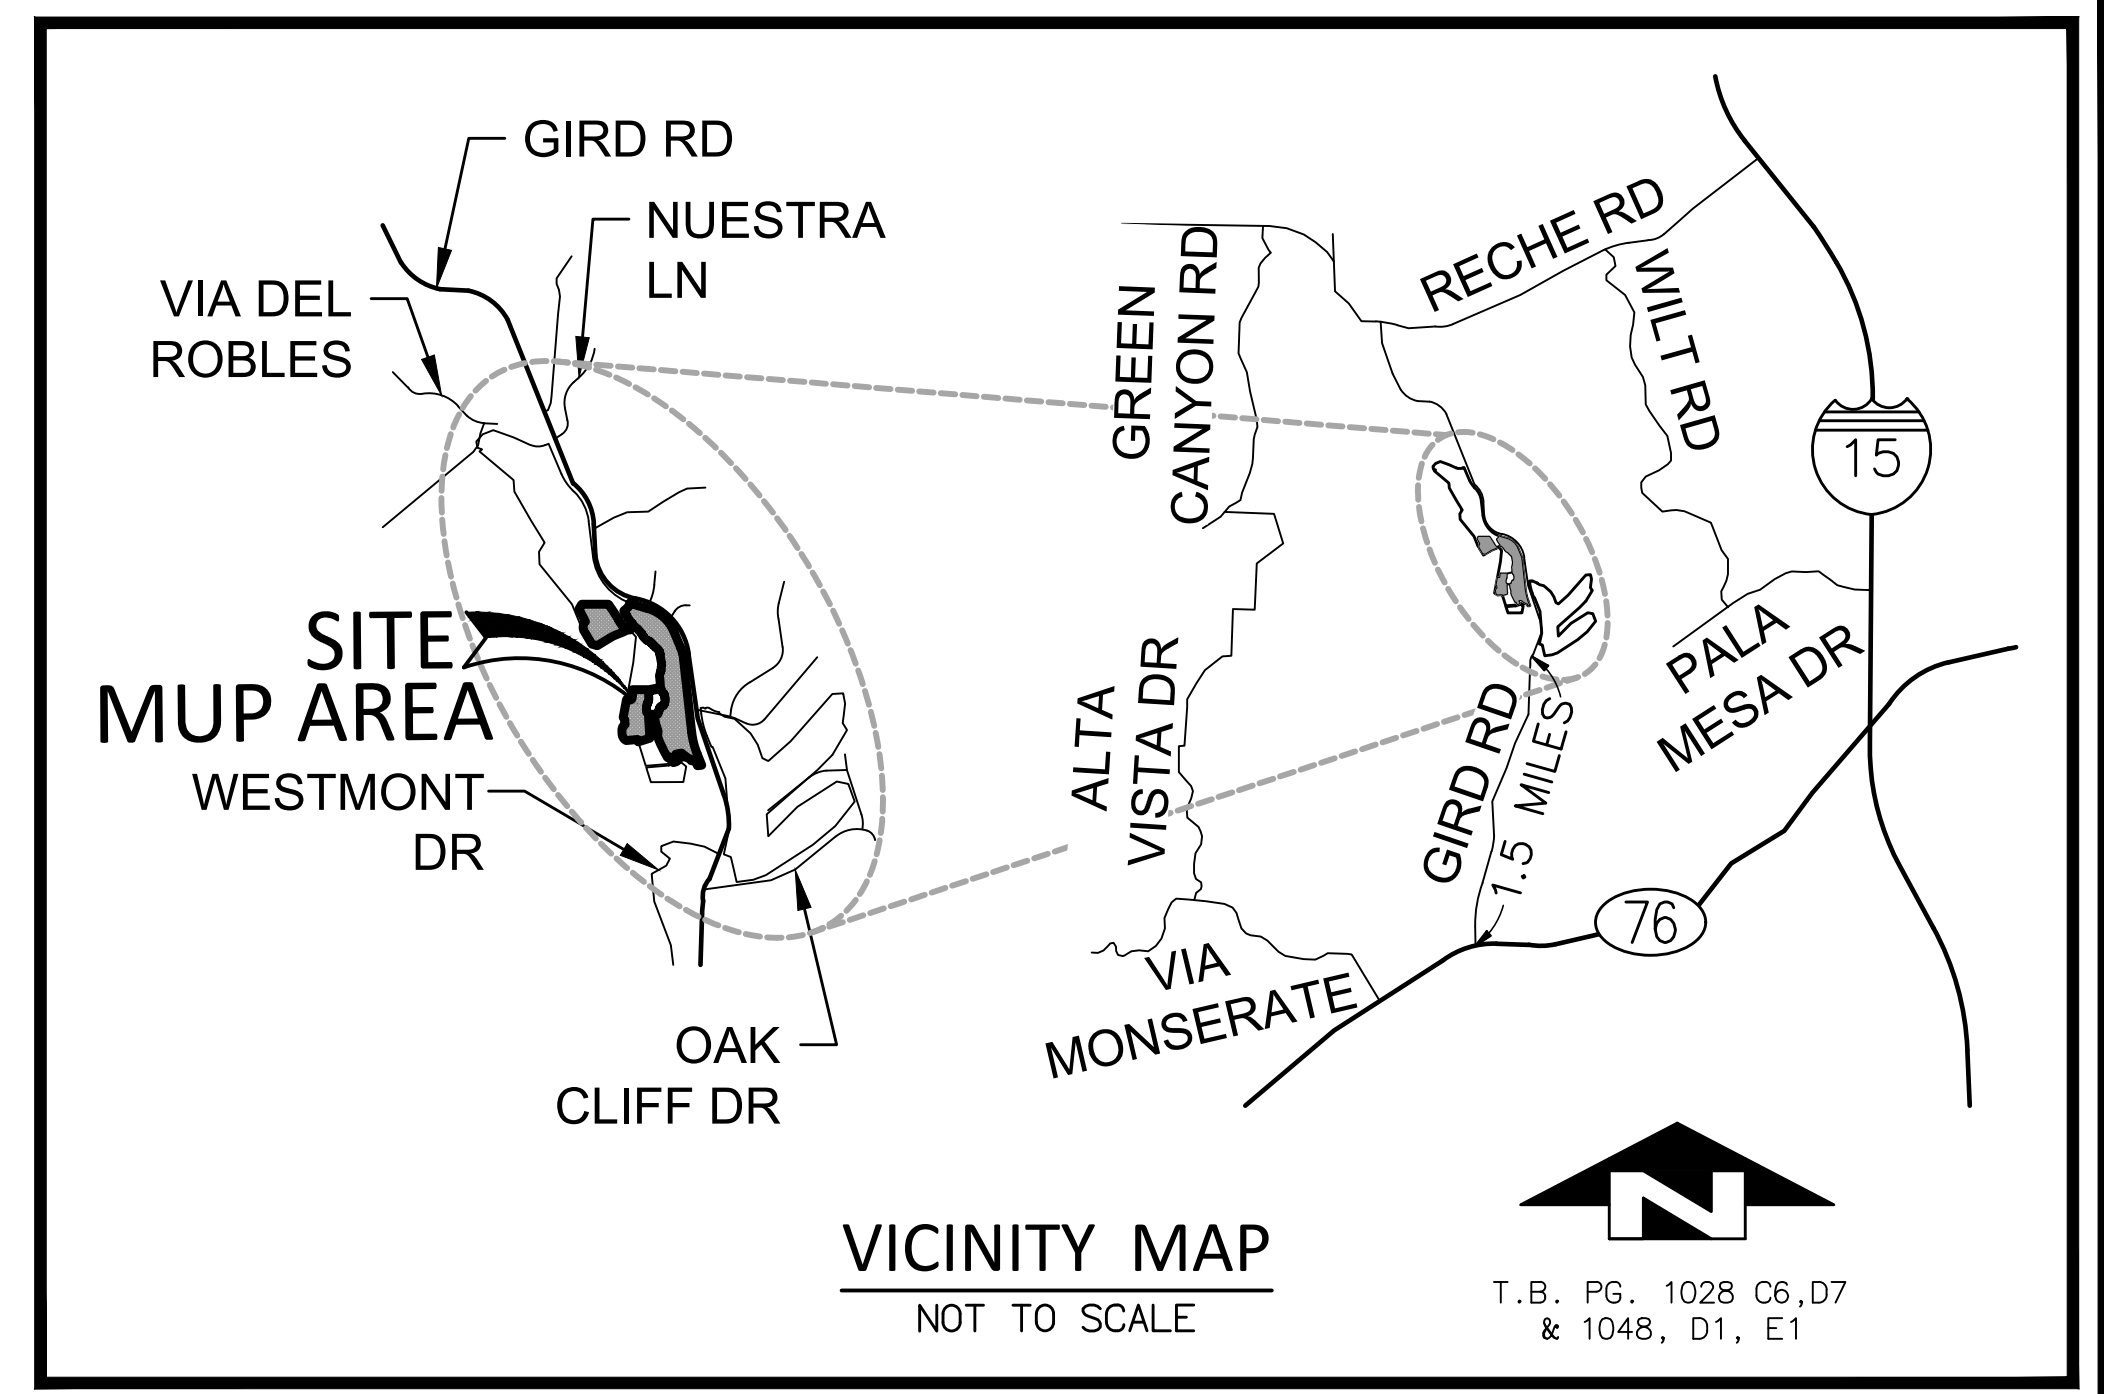 GIRD RD
NUESTRA
LN
VIA DEL
ROBLES
SITE
MUP AREA
WESTMONT
DR
OAK
CLIFF DR
GREEN
CANYON RD
RECHE RD
WILT RD
15
ALTA
VISTA DR
PALA
MESA DR
GIRD RD
1.5 MILES
76
VIA
MONSERATE
VICINITY MAP
NOT TO SCALE
N
T.B. PG. 1028 C6,D7
& 1048, D1, E1